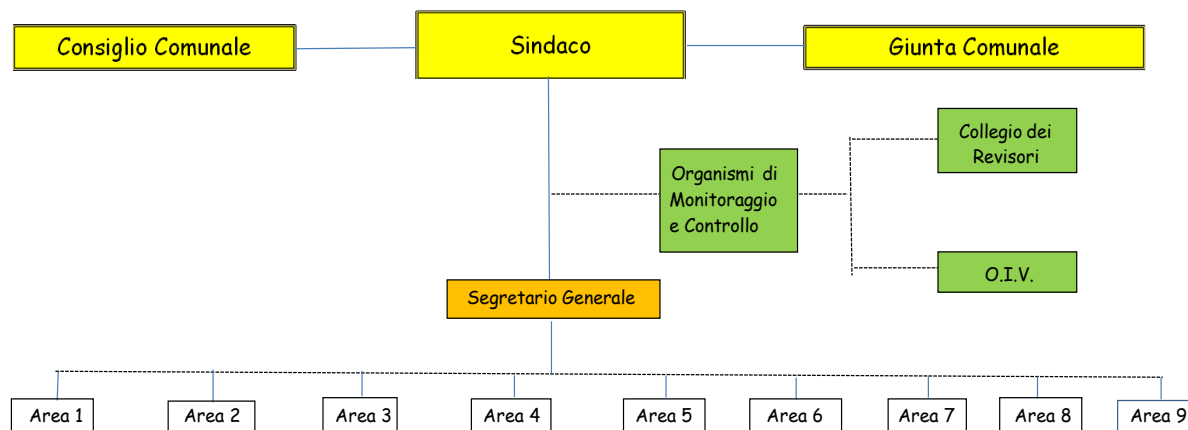 Consiglio Comunale
Sindaco
Giunta Comunale
Collegio dei
Revisori
Organismi di
Monitoraggio
e Controllo
O.I.V.
Segretario Generale
Area 1
Area 2
Area 3
Area 4
Area 5
Area 6
Area 7
Area 8
Area 9